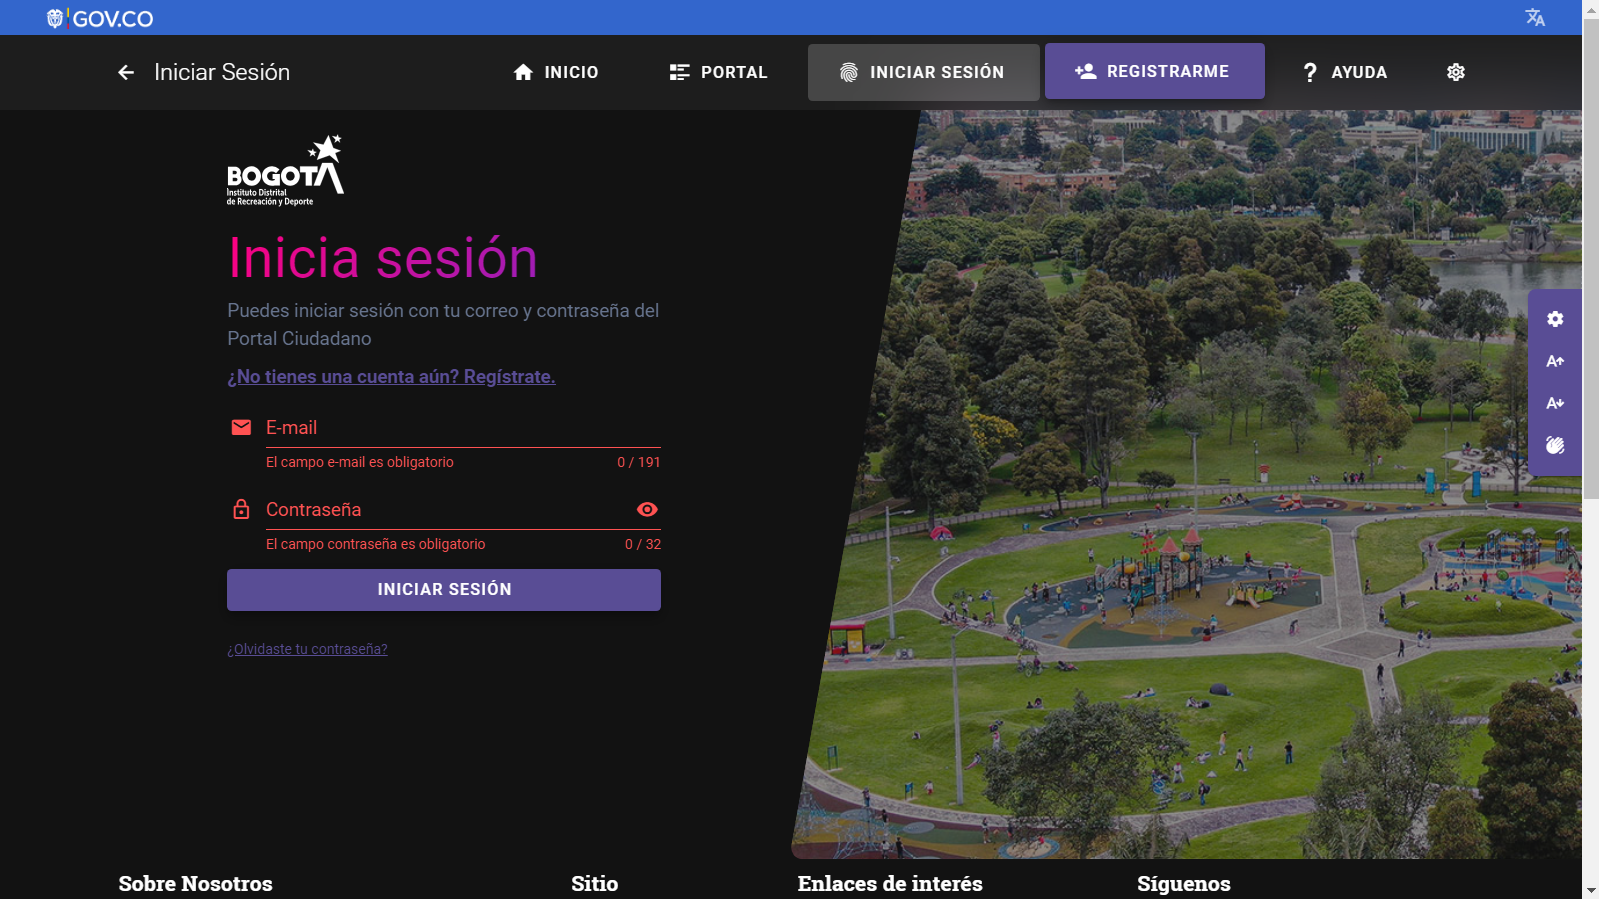 GOV.CO
Iniciar Sesión
INICIO
PORTAL
INICIAR SESIÓN
REGISTRARME
AYUDA
BOGOTÁ
Instituto Distrital
de Recreación y Deporte
Inicia sesión
Puedes iniciar sesión con tu correo y contraseña del
Portal Ciudadano
¿No tienes una cuenta aún? Regístrate.
E-mail
El campo e-mail es obligatorio 0 / 191
Contraseña
El campo contraseña es obligatorio 0 / 32
INICIAR SESIÓN
¿Olvidaste tu contraseña?
Sobre Nosotros
Sitio
Enlaces de interés
Síguenos